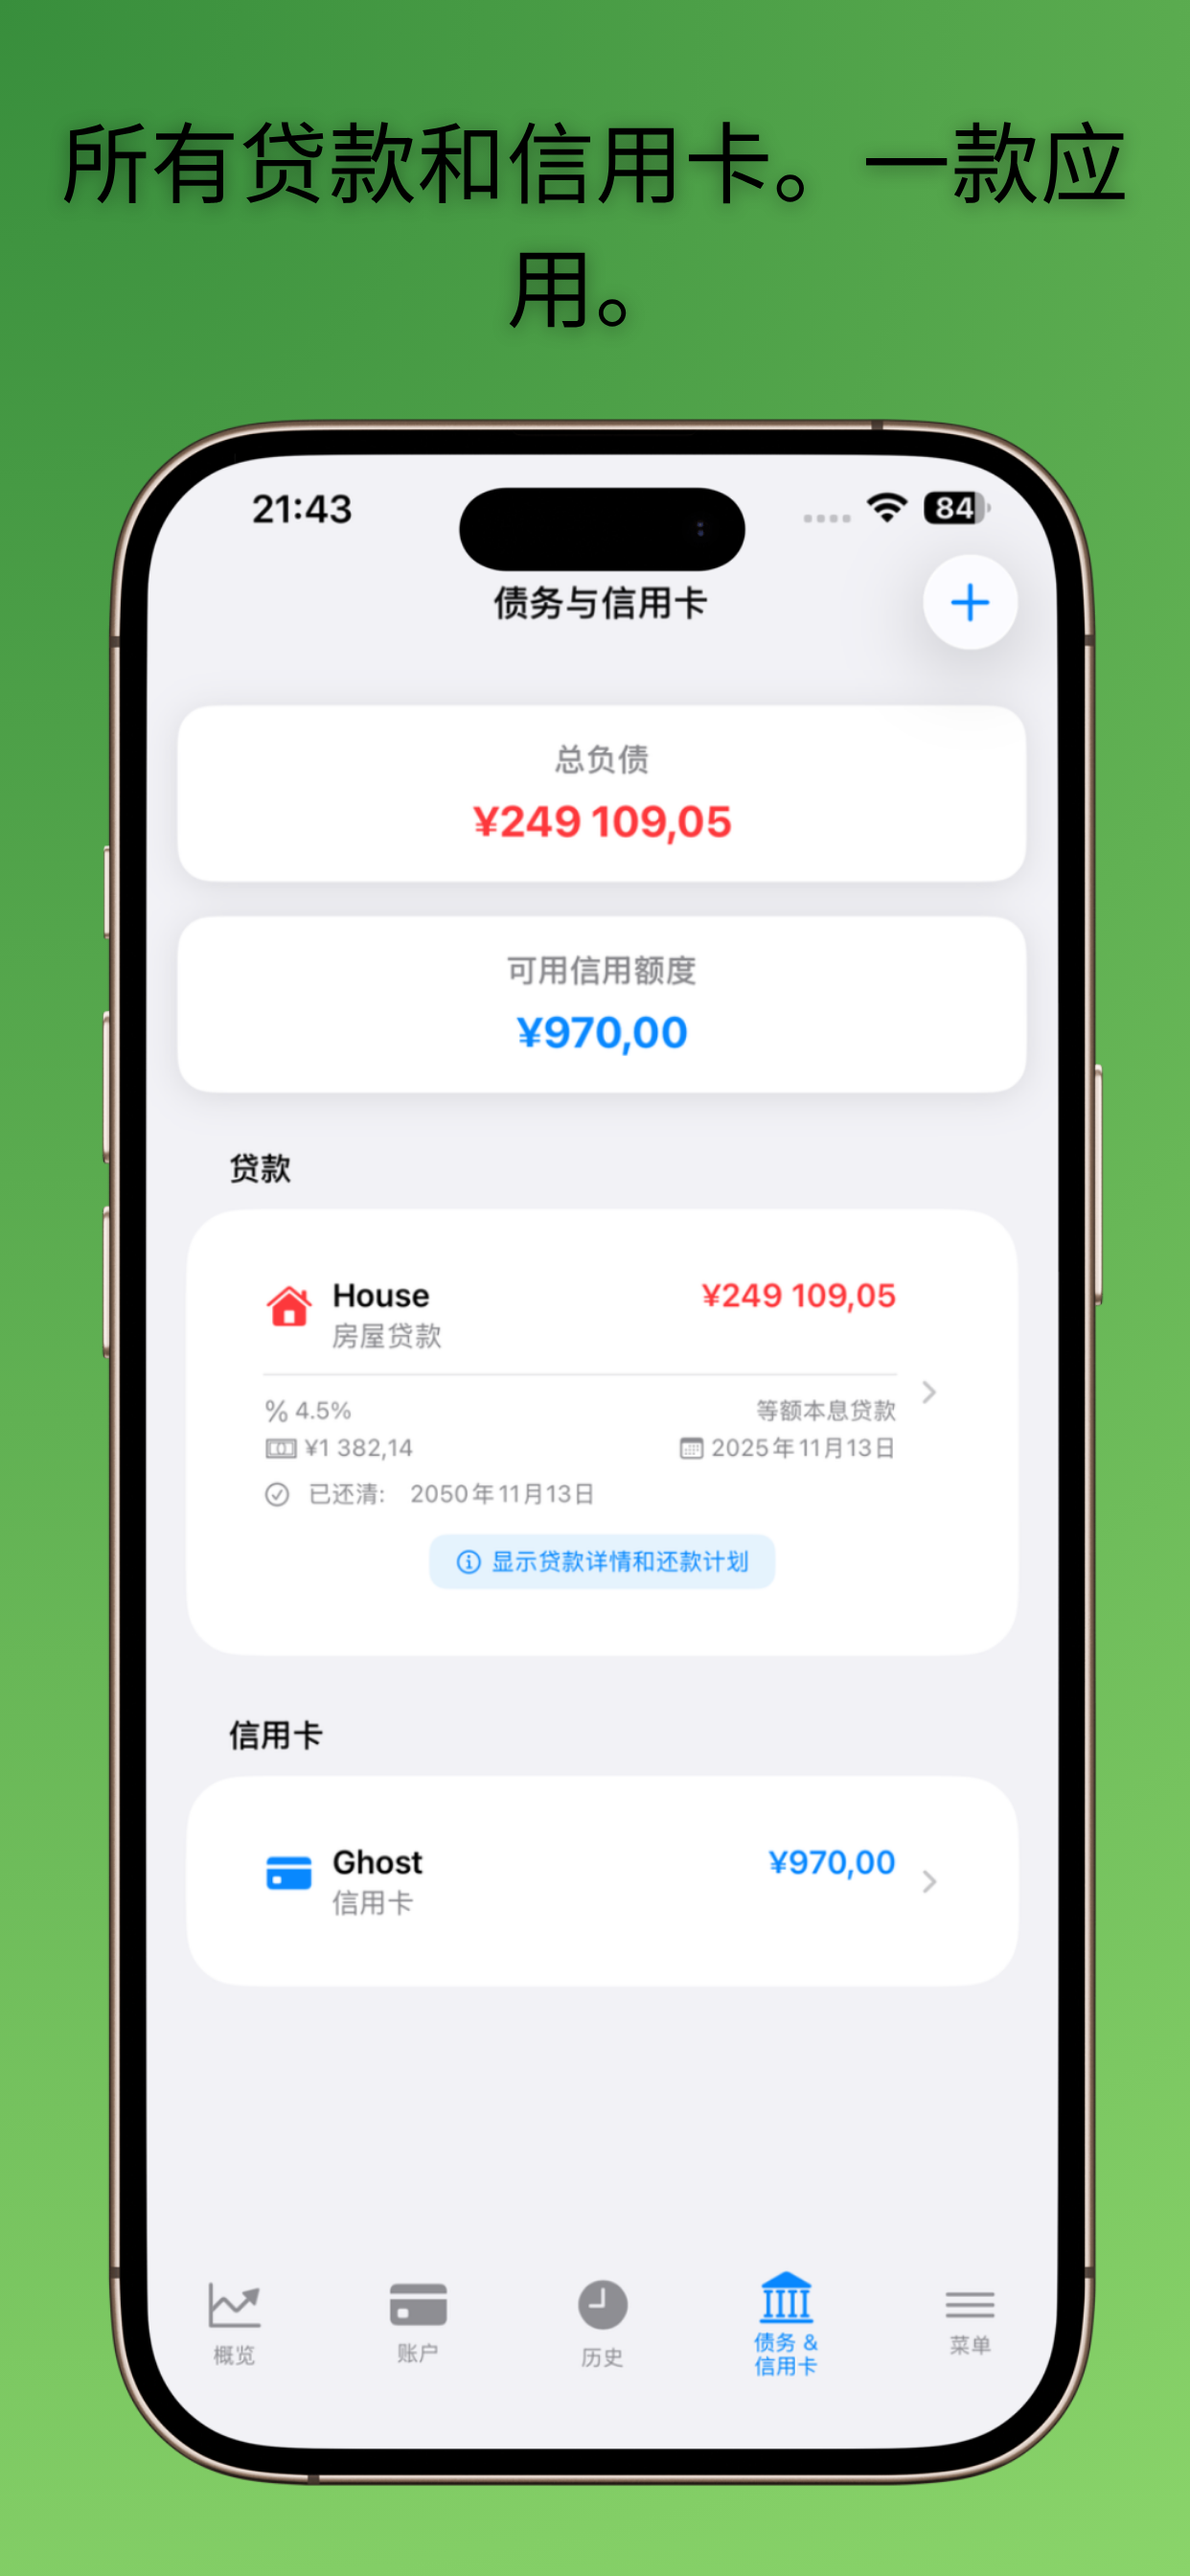 所有贷款和信用卡。一款应
用。
21:43
84
债务与信用卡
总负债
¥249 109,05
可用信用额度
¥970,00
贷款
House
¥249 109,05
房屋贷款
% 4.5%
等额本息贷款
¥1 382,14
2025年11月13日
已还清: 2050年11月13日
显示贷款详情和还款计划
信用卡
Ghost
¥970,00
信用卡
概览
账户
历史
债务 &
信用卡
菜单